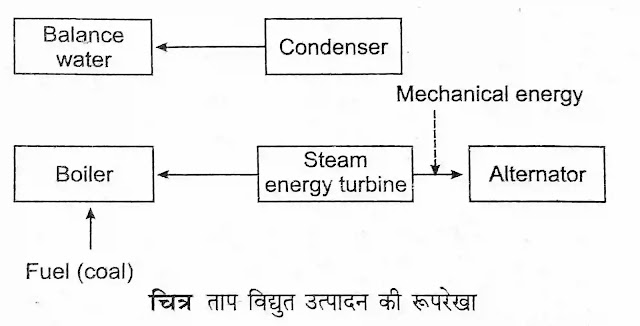 Balance
water
Condenser
Mechanical energy
Boiler
Steam
energy turbine
Alternator
Fuel (coal)
चित्र ताप विद्युत उत्पादन की रूपरेखा